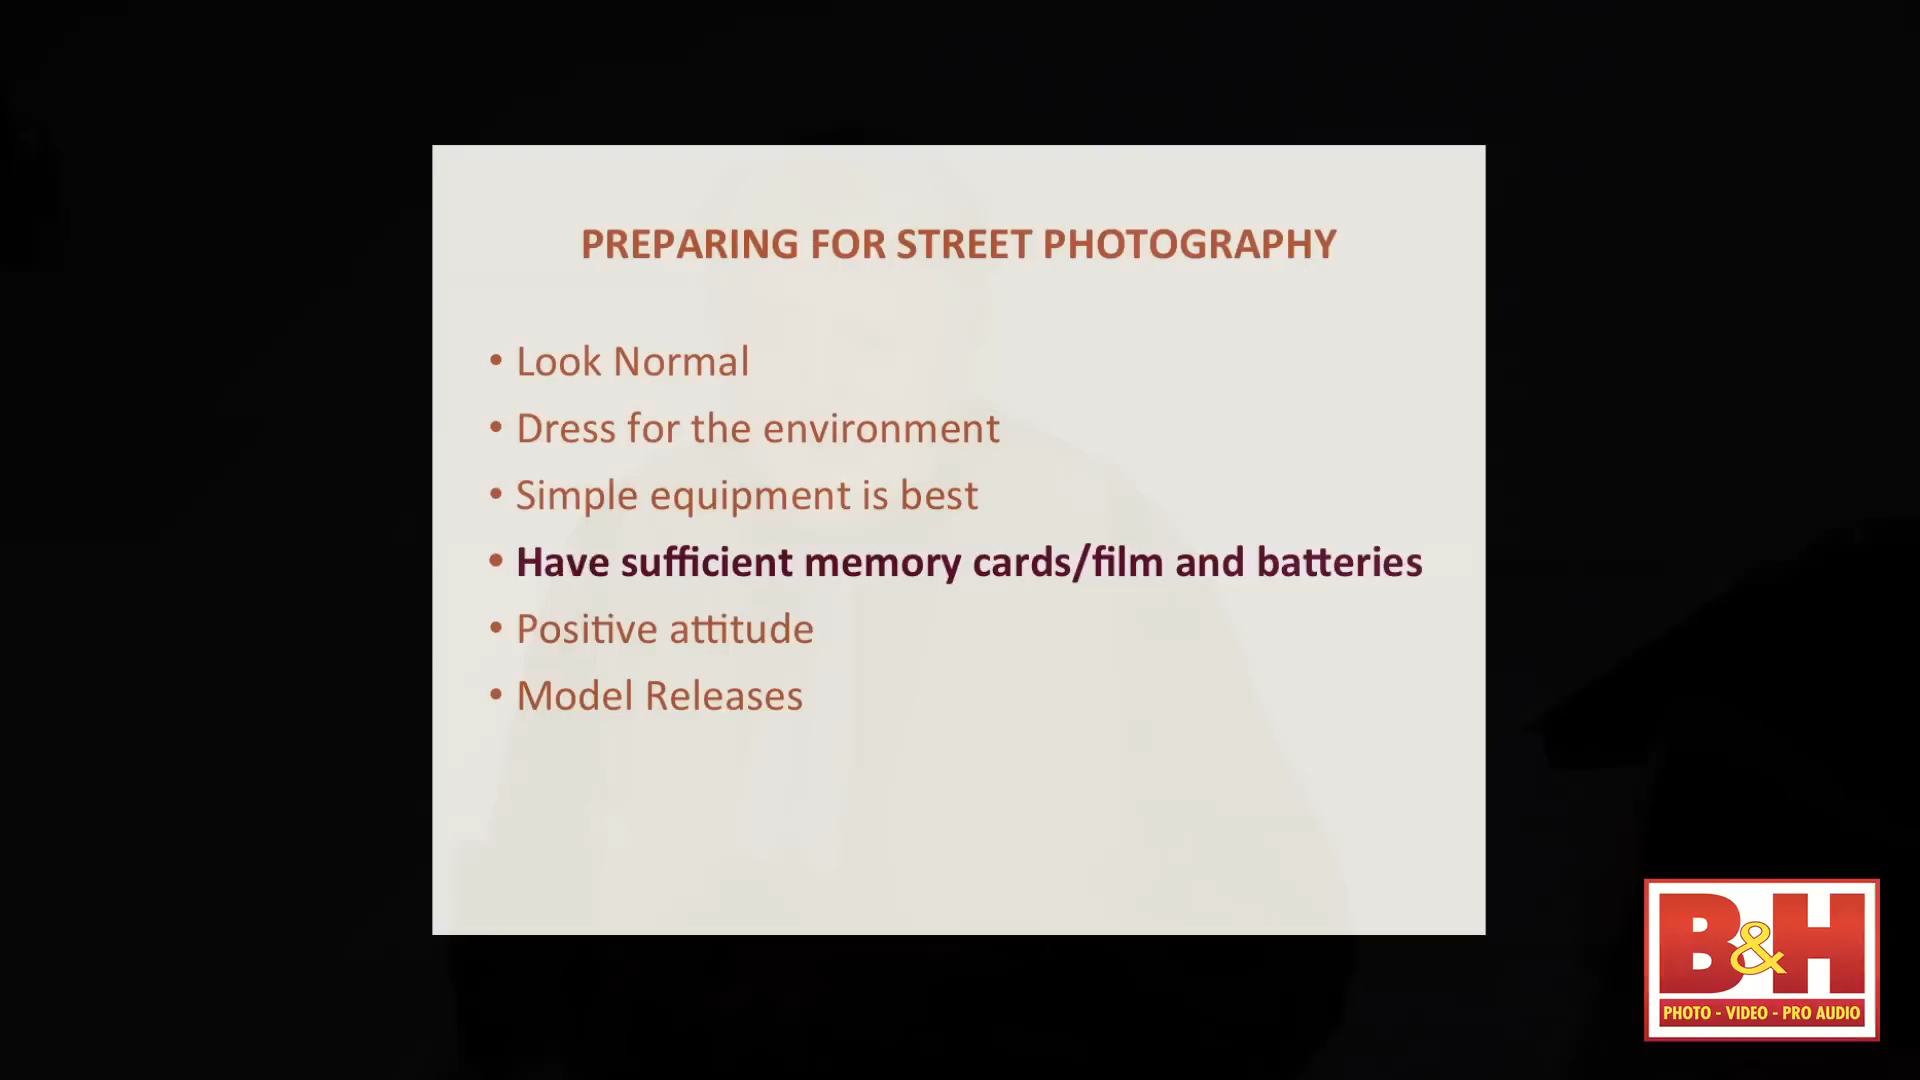 PREPARING FOR STREET PHOTOGRAPHY
• Look Normal
• Dress for the environment
• Simple equipment is best
• Have sufficient memory cards/film and batteries
• Positive attitude
• Model Releases
B&H
PHOTO - VIDEO - PRO AUDIO